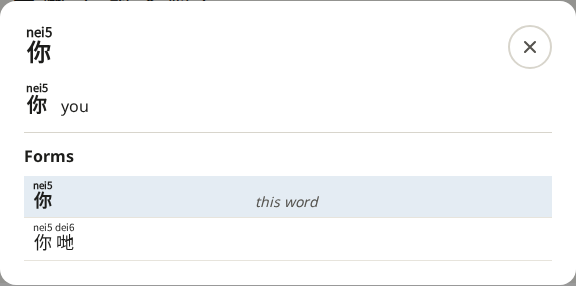 nei5
你
nei5
你 you
Forms
nei5
你 this word
nei5 dei6
你 哋